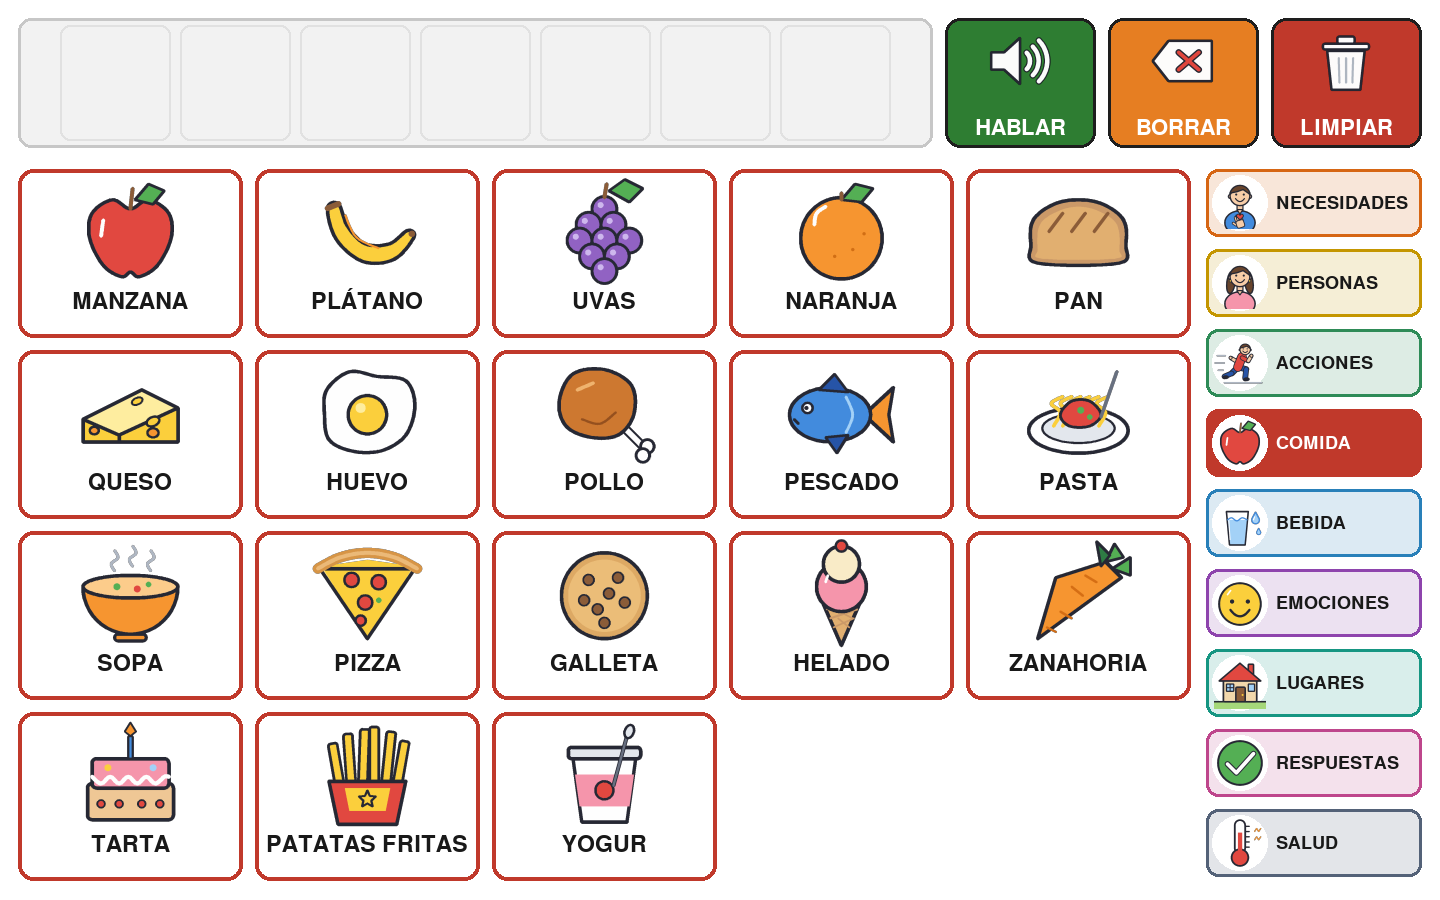 HABLAR
BORRAR
LIMPIAR
MANZANA
PLÁTANO
UVAS
NARANJA
PAN
QUESO
HUEVO
POLLO
PESCADO
PASTA
SOPA
PIZZA
GALLETA
HELADO
ZANAHORIA
TARTA
PATATAS FRITAS
YOGUR
NECESIDADES
PERSONAS
ACCIONES
COMIDA
BEBIDA
EMOCIONES
LUGARES
RESPUESTAS
SALUD